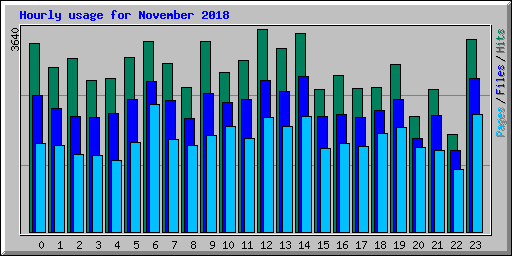 Hourly usage for November 2018
3640
Pages/Files/Hits
0 1 2 3 4 5 6 7 8 9 10 11 12 13 14 15 16 17 18 19 20 21 22 23